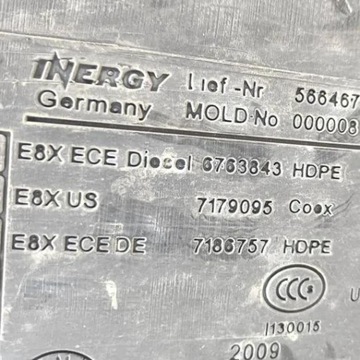 INERGY Lief-Nr 566467
Germany MOLD-No 000008
E8X ECE Diesel 6763843 HDPE
E8X US 7179095 Coex
E8X ECE DE 7186757 HDPE
CCC U
1130015
2009